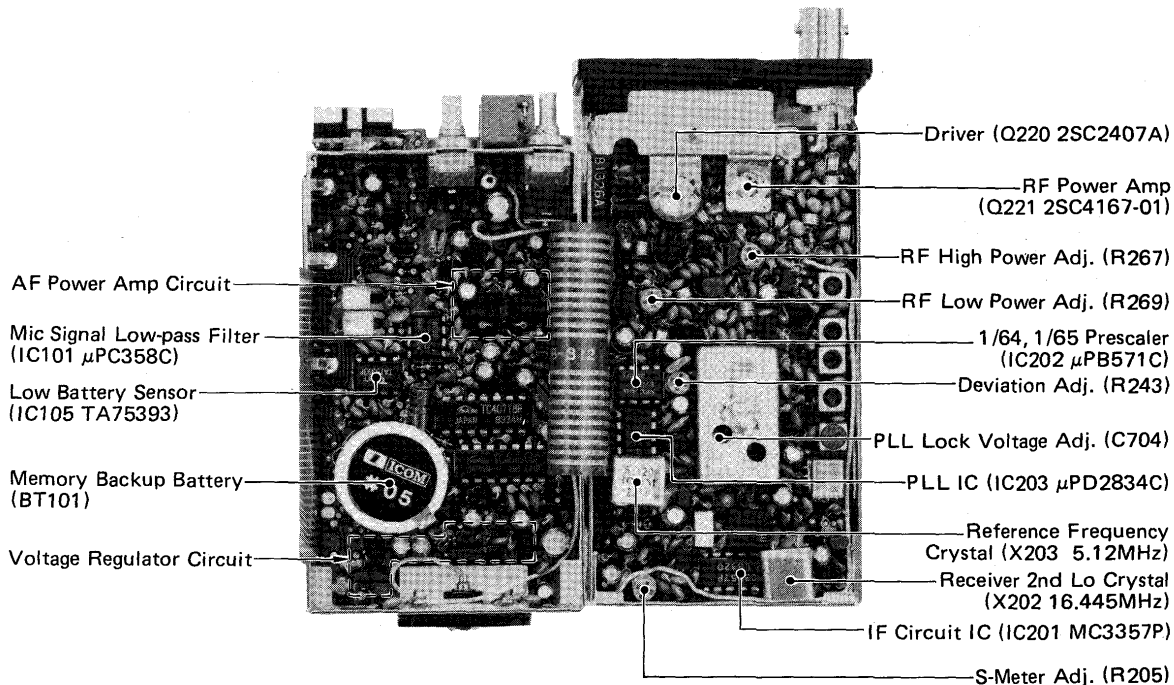 AF Power Amp Circuit
Mic Signal Low-pass Filter
(IC101 μPC358C)
Low Battery Sensor
(IC105 TA75393)
Memory Backup Battery
(BT101)
Voltage Regulator Circuit
ICOM
#05
Driver (Q220 2SC2407A)
RF Power Amp
(Q221 2SC4167-01)
RF High Power Adj. (R267)
RF Low Power Adj. (R269)
1/64, 1/65 Prescaler
(IC202 μPB571C)
Deviation Adj. (R243)
PLL Lock Voltage Adj. (C704)
PLL IC (IC203 μPD2834C)
Reference Frequency
Crystal (X203 5.12MHz)
Receiver 2nd Lo Crystal
(X202 16.445MHz)
IF Circuit IC (IC201 MC3357P)
S-Meter Adj. (R205)